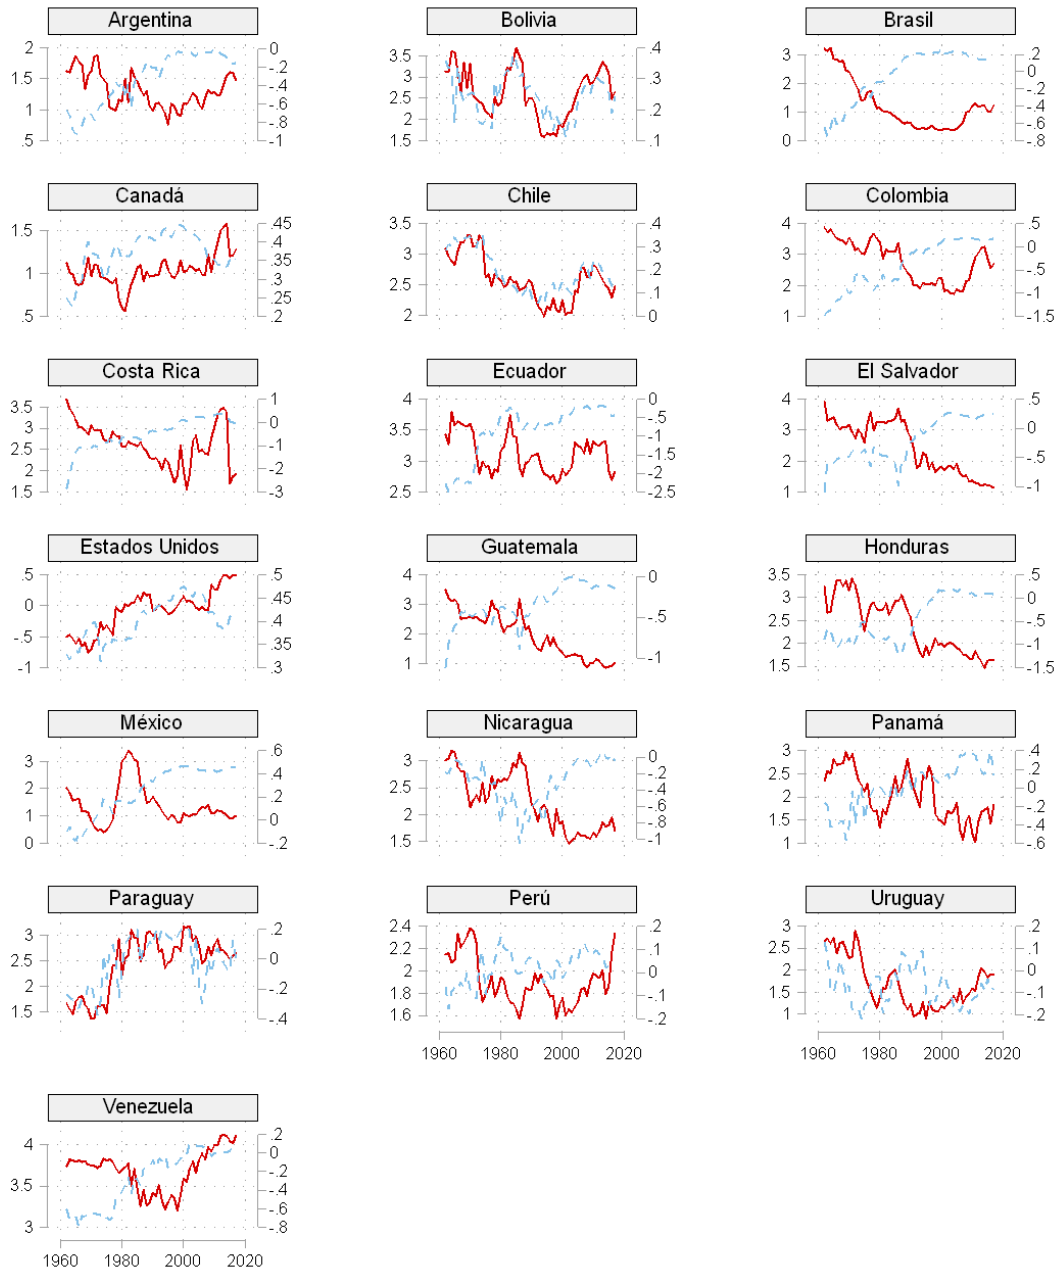 Argentina Bolivia Brasil
2 1.5 1 .5 0 -.2 -.4 -.6 -.8 -1
3.5 3 2.5 2 1.5 .4 .3 .2 .1
3 2 1 0 .2 0 -.2 -.4 -.6 -.8
Canadá Chile Colombia
1.5 1 .5 .45 .4 .35 .3 .25 .2
3.5 3 2.5 2 .4 .3 .2 .1 0
4 3 2 1 .5 0 -.5 -1 -1.5
Costa Rica Ecuador El Salvador
3.5 3 2.5 2 1.5 1 0 -1 -2 -3
4 3.5 3 2.5 0 -.5 -1 -1.5 -2 -2.5
4 3 2 1 .5 0 -.5 -1
Estados Unidos Guatemala Honduras
.5 0 -.5 -1 .5 .45 .4 .35 .3
4 3 2 1 0 -.5 -1
3.5 3 2.5 2 1.5 .5 0 -.5 -1 -1.5
México Nicaragua Panamá
3 2 1 0 .6 .4 .2 0 -.2
3 2.5 2 1.5 0 -.2 -.4 -.6 -.8 -1
3 2.5 2 1.5 1 .4 .2 0 -.2 -.4 -.6
Paraguay Perú Uruguay
3 2.5 2 1.5 .2 0 -.2 -.4
2.4 2.2 2 1.8 1.6 .2 .1 0 -.1 -.2
3 2.5 2 1.5 1 .2 .1 0 -.1 -.2
1960 1980 2000 2020 1960 1980 2000 2020
Venezuela
4 3.5 3 .2 0 -.2 -.4 -.6 -.8
1960 1980 2000 2020